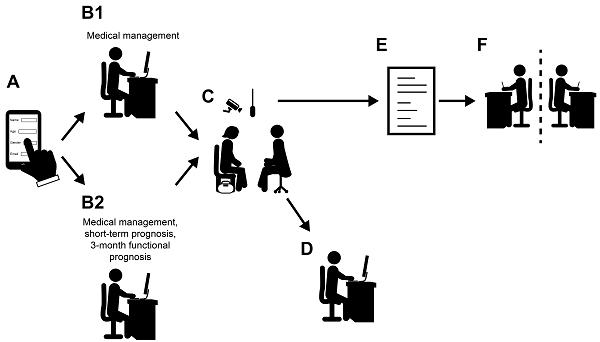 A
Name
Age
Gender
Email
B1
Medical management
B2
Medical management,
short-term prognosis,
3-month functional
prognosis
C
D
E
F